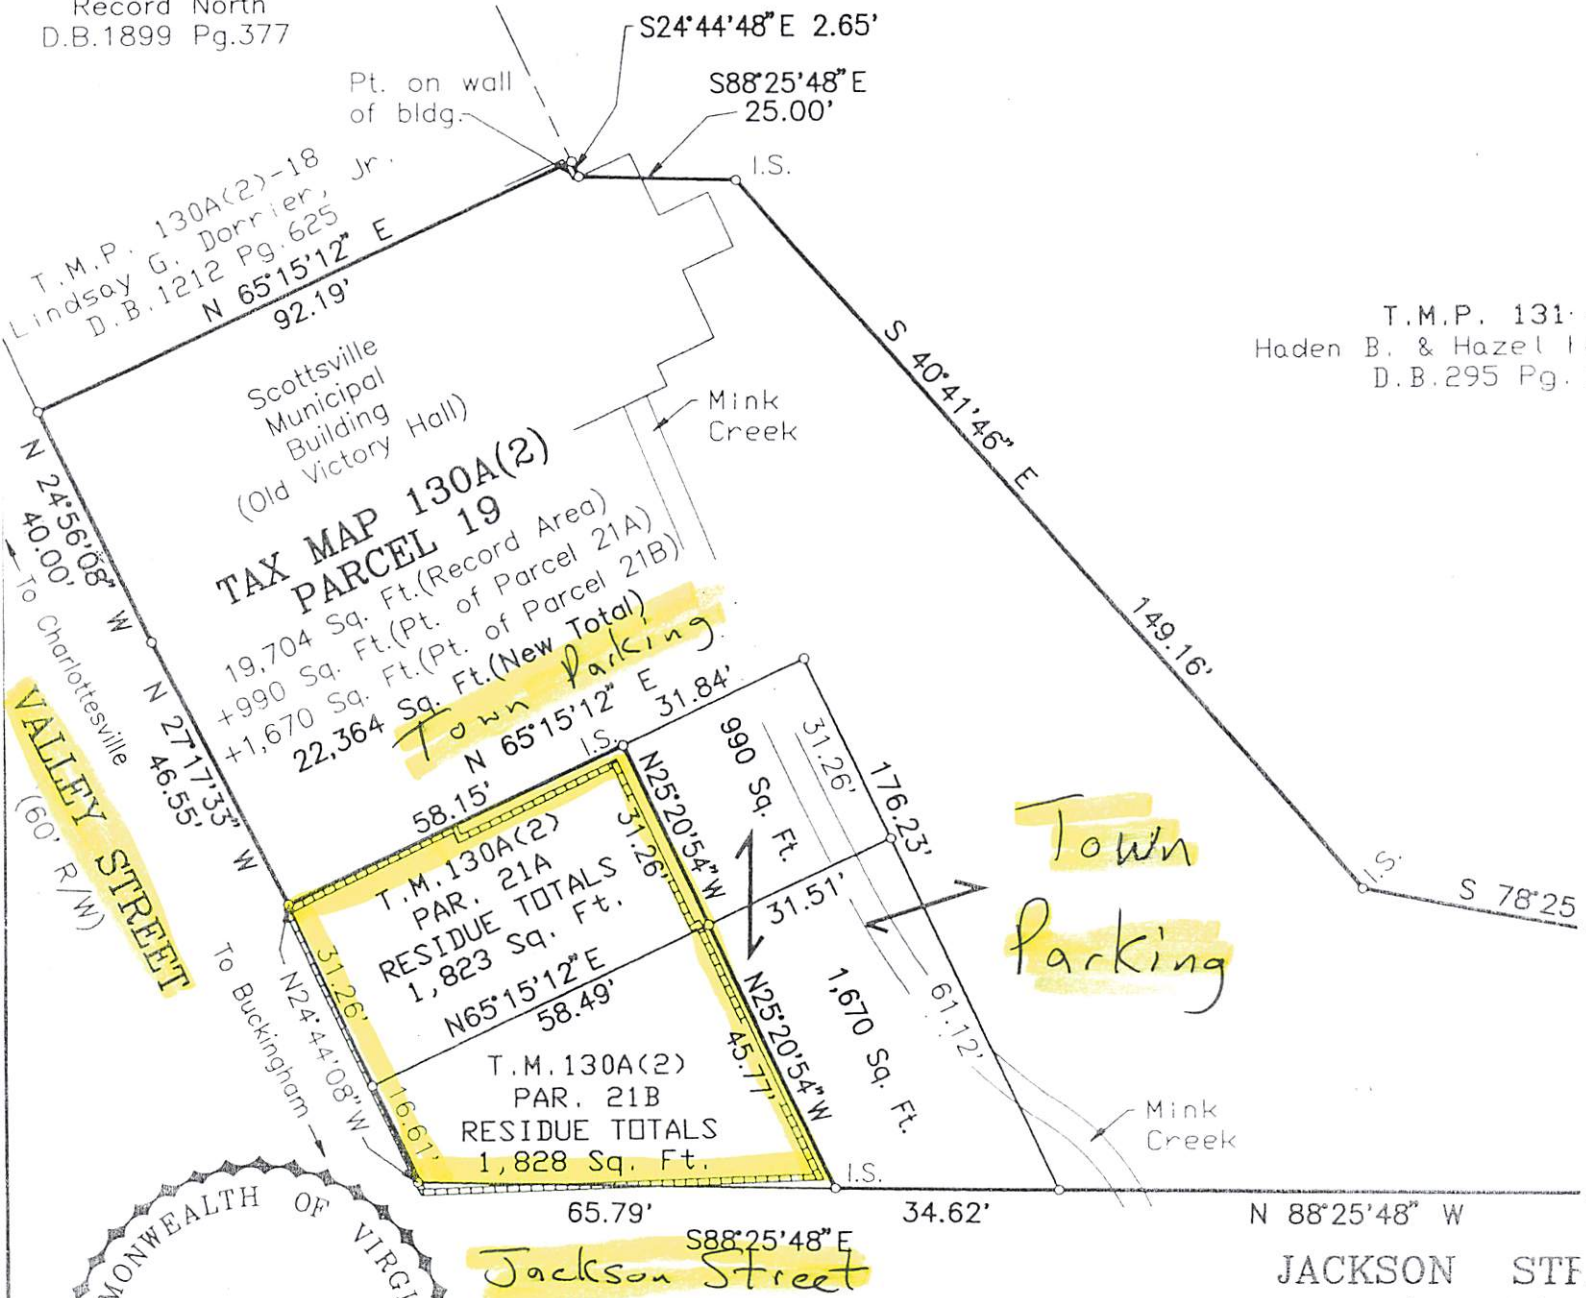 Record North
D.B.1899 Pg.377
S24°44'48"E 2.65'
Pt. on wall
of bldg.
S88°25'48"E
25.00'
I.S.
T.M.P. 130A(2)-18
Lindsay G. Dorrier, Jr.
D.B.1212 Pg.625
N 65°15'12" E
92.19'
T.M.P. 131
Haden B. & Hazel
D.B.295 Pg.
S 40°41'46" E
149.16'
Scottsville
Municipal
Building
(Old Victory Hall)
Mink
Creek
TAX MAP 130A(2)
PARCEL 19
19,704 Sq. Ft.(Record Area)
+990 Sq. Ft.(Pt. of Parcel 21A)
+1,670 Sq. Ft.(Pt. of Parcel 21B)
22,364 Sq. Ft.(New Total)
Town Parking
N 24°56'08" W
40.00'
To Charlottesville
N 27°17'33" W
46.55'
VALLEY STREET
(60' R/W)
N 65°15'12" E
58.15'
31.84'
I.S.
N25°20'54"W
31.26'
990 Sq. Ft.
31.26'
176.23'
Town
Parking
I.S.
S 78°25
T.M.130A(2)
PAR. 21A
RESIDUE TOTALS
1,823 Sq. Ft.
31.51'
N65°15'12"E
58.49'
31.26'
N24°44'08"W
16.61'
To Buckingham
T.M.130A(2)
PAR. 21B
RESIDUE TOTALS
1,828 Sq. Ft.
45.77'
N25°20'54"W
1,670 Sq. Ft.
61.12'
Mink
Creek
I.S.
65.79'
34.62'
N 88°25'48" W
S88°25'48"E
Jackson Street
JACKSON STR
MONWEALTH OF VIRGI